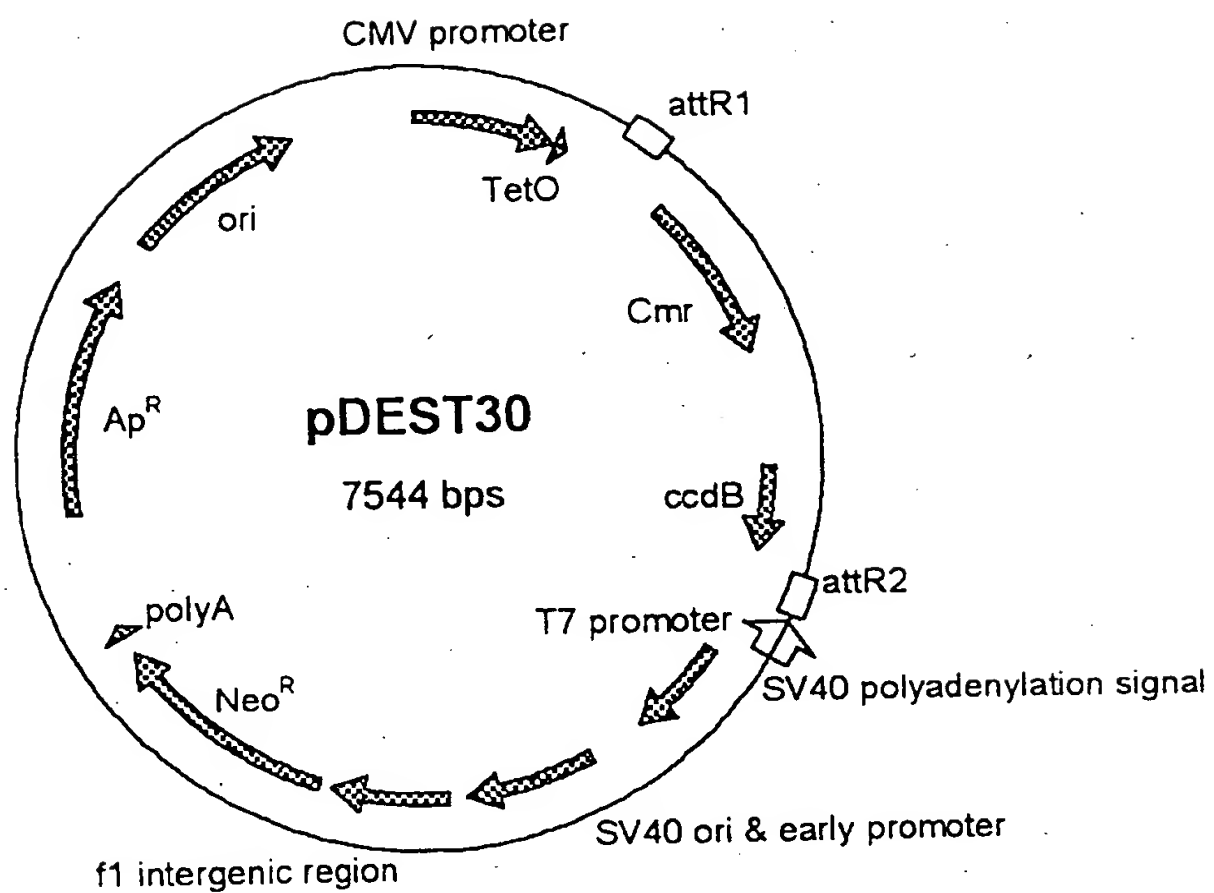 CMV promoter
attR1
TetO
ori
Cmr
Ap^R
pDEST30
7544 bps
ccdB
attR2
polyA
T7 promoter
Neo^R
SV40 polyadenylation signal
SV40 ori & early promoter
f1 intergenic region